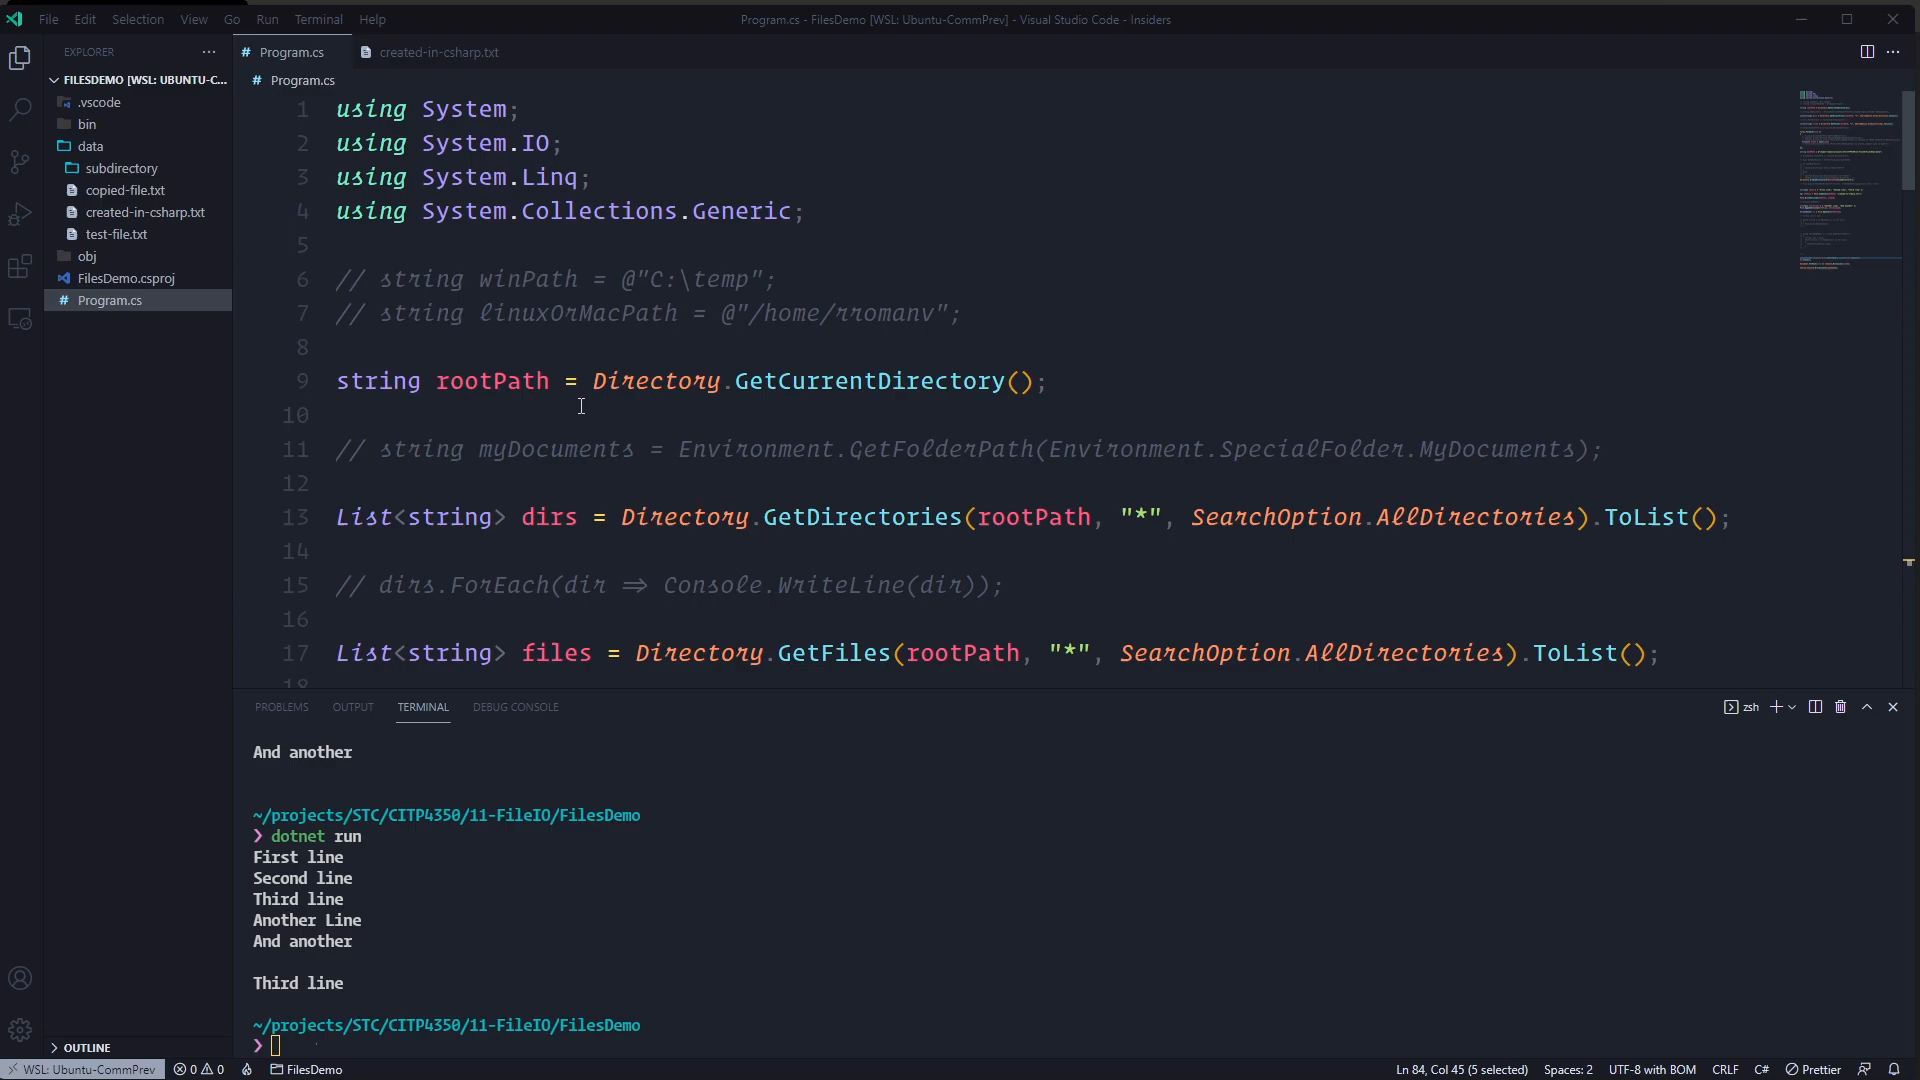 File Edit Selection View Go Run Terminal Help
Program.cs - FilesDemo [WSL: Ubuntu-CommPrev] - Visual Studio Code - Insiders
EXPLORER
FILESDEMO [WSL: UBUNTU-C...
.vscode
bin
data
subdirectory
copied-file.txt
created-in-csharp.txt
test-file.txt
obj
FilesDemo.csproj
# Program.cs
OUTLINE
# Program.cs created-in-csharp.txt
# Program.cs
1 using System;
2 using System.IO;
3 using System.Linq;
4 using System.Collections.Generic;
5
6 // string winPath = @"C:\temp";
7 // string linuxOrMacPath = @"/home/rromanv";
8
9 string rootPath = Directory.GetCurrentDirectory();
10
11 // string myDocuments = Environment.GetFolderPath(Environment.SpecialFolder.MyDocuments);
12
13 List<string> dirs = Directory.GetDirectories(rootPath, "*", SearchOption.AllDirectories).ToList();
14
15 // dirs.ForEach(dir => Console.WriteLine(dir));
16
17 List<string> files = Directory.GetFiles(rootPath, "*", SearchOption.AllDirectories).ToList();
18
PROBLEMS OUTPUT TERMINAL DEBUG CONSOLE
zsh
And another
~/projects/STC/CITP4350/11-FileIO/FilesDemo
❯ dotnet run
First line
Second line
Third line
Another Line
And another
Third line
~/projects/STC/CITP4350/11-FileIO/FilesDemo
❯
WSL: Ubuntu-CommPrev 0 0 FilesDemo
Ln 84, Col 45 (5 selected) Spaces: 2 UTF-8 with BOM CRLF C# Prettier